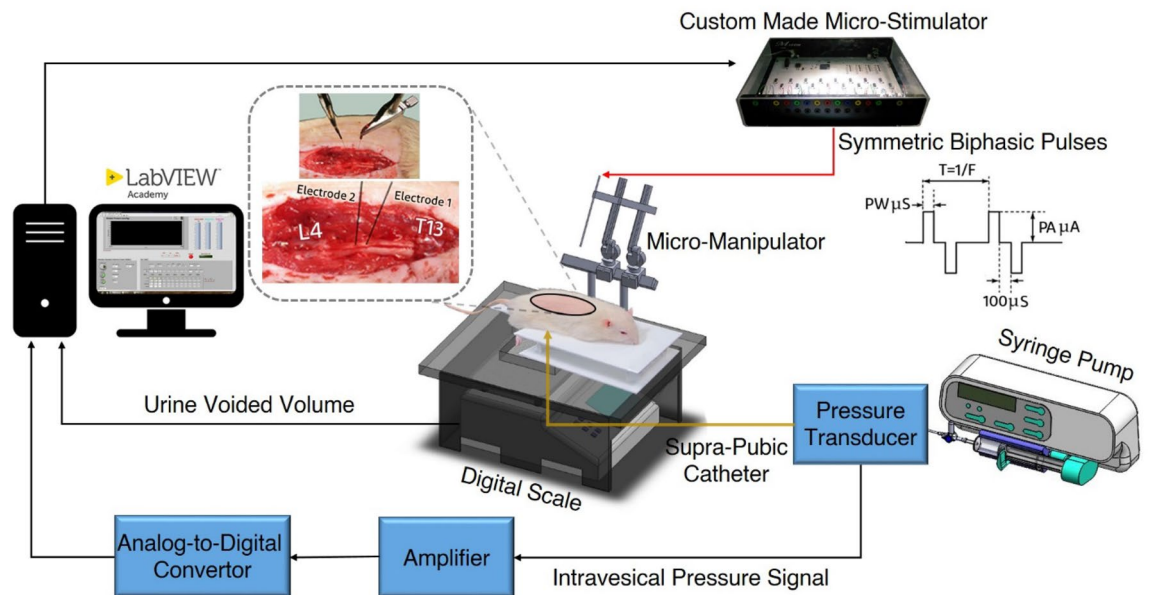 Custom Made Micro-Stimulator
Symmetric Biphasic Pulses
T=1/F
PW µS
PA µA
100µS
LabVIEW™
Academy
Electrode 2
Electrode 1
L4
T13
Micro-Manipulator
Syringe Pump
Urine Voided Volume
Pressure
Transducer
Supra-Pubic
Catheter
Digital Scale
Analog-to-Digital
Convertor
Amplifier
Intravesical Pressure Signal